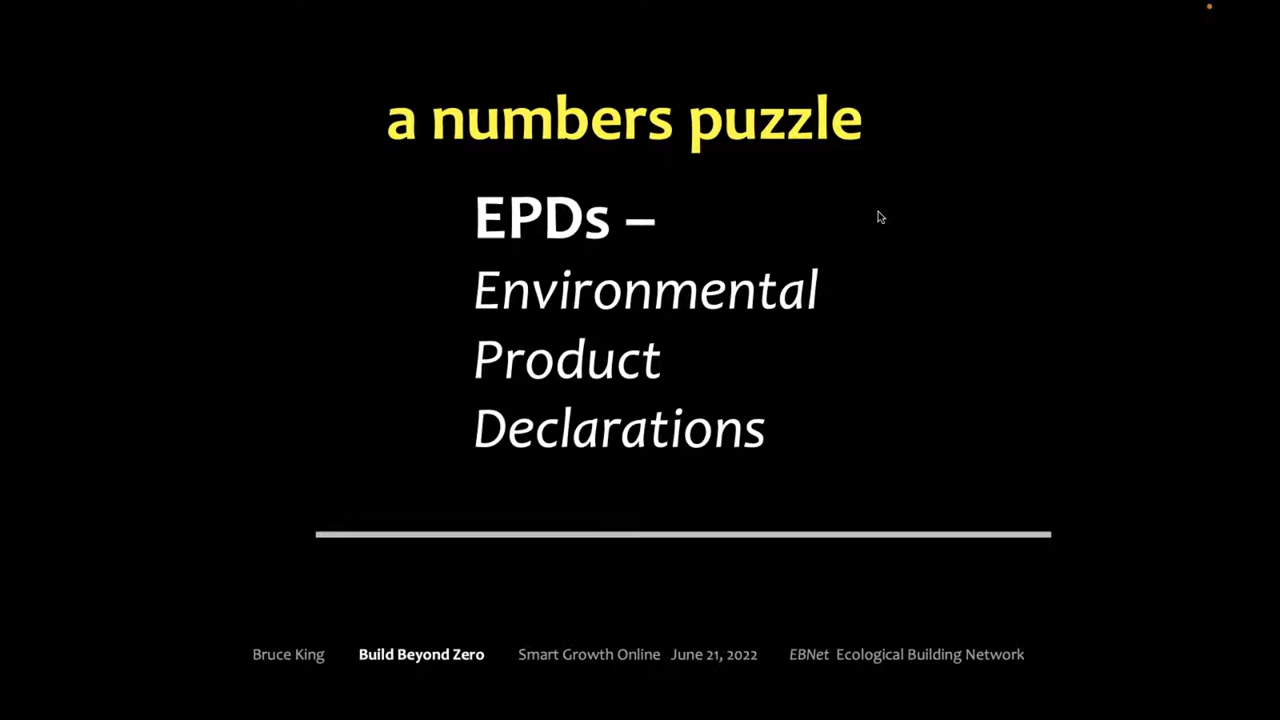 a numbers puzzle
EPDs –
Environmental
Product
Declarations
Bruce King Build Beyond Zero Smart Growth Online June 21, 2022 EBNet Ecological Building Network